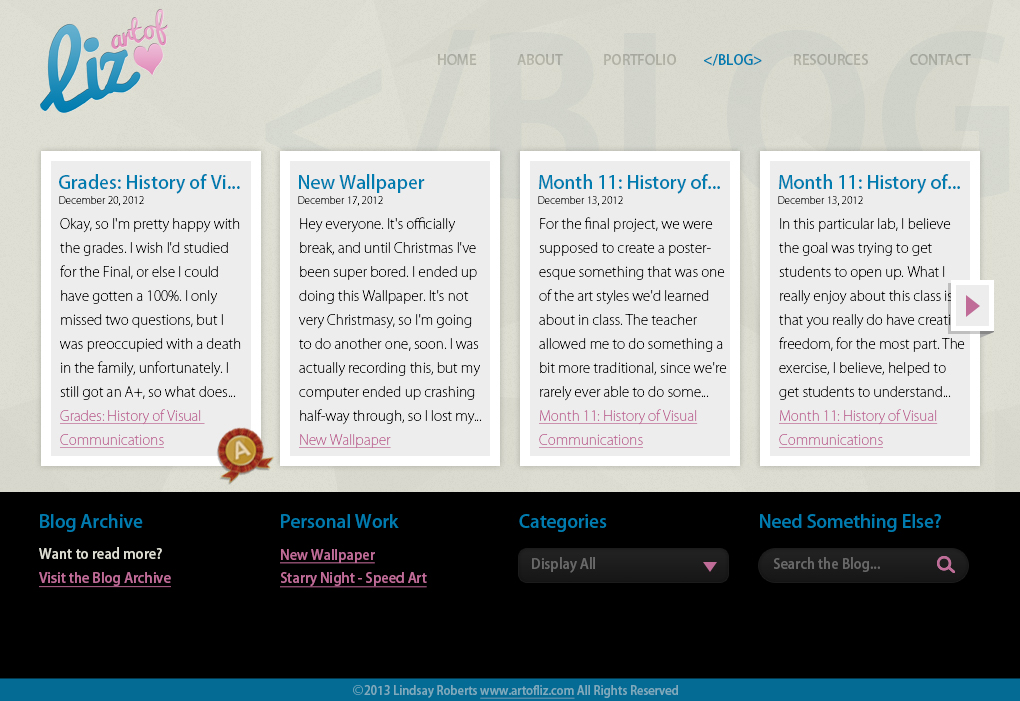 art of
liz
HOME ABOUT PORTFOLIO </BLOG> RESOURCES CONTACT
</BLOG
Grades: History of Vi...
December 20, 2012
Okay, so I'm pretty happy with
the grades. I wish I'd studied
for the Final, or else I could
have gotten a 100%. I only
missed two questions, but I
was preoccupied with a death
in the family, unfortunately. I
still got an A+, so what does...
Grades: History of Visual
Communications
A
New Wallpaper
December 17, 2012
Hey everyone. It's officially
break, and until Christmas I've
been super bored. I ended up
doing this Wallpaper. It's not
very Christmasy, so I'm going
to do another one, soon. I was
actually recording this, but my
computer ended up crashing
half-way through, so I lost my...
New Wallpaper
Month 11: History of...
December 13, 2012
For the final project, we were
supposed to create a poster-
esque something that was one
of the art styles we'd learned
about in class. The teacher
allowed me to do something a
bit more traditional, since we're
rarely ever able to do some...
Month 11: History of Visual
Communications
Month 11: History of...
December 13, 2012
In this particular lab, I believe
the goal was trying to get
students to open up. What I
really enjoy about this class is
that you really do have creati
freedom, for the most part. The
exercise, I believe, helped to
get students to understand...
Month 11: History of Visual
Communications
Blog Archive
Want to read more?
Visit the Blog Archive
Personal Work
New Wallpaper
Starry Night - Speed Art
Categories
Display All
Need Something Else?
Search the Blog...
©2013 Lindsay Roberts www.artofliz.com All Rights Reserved